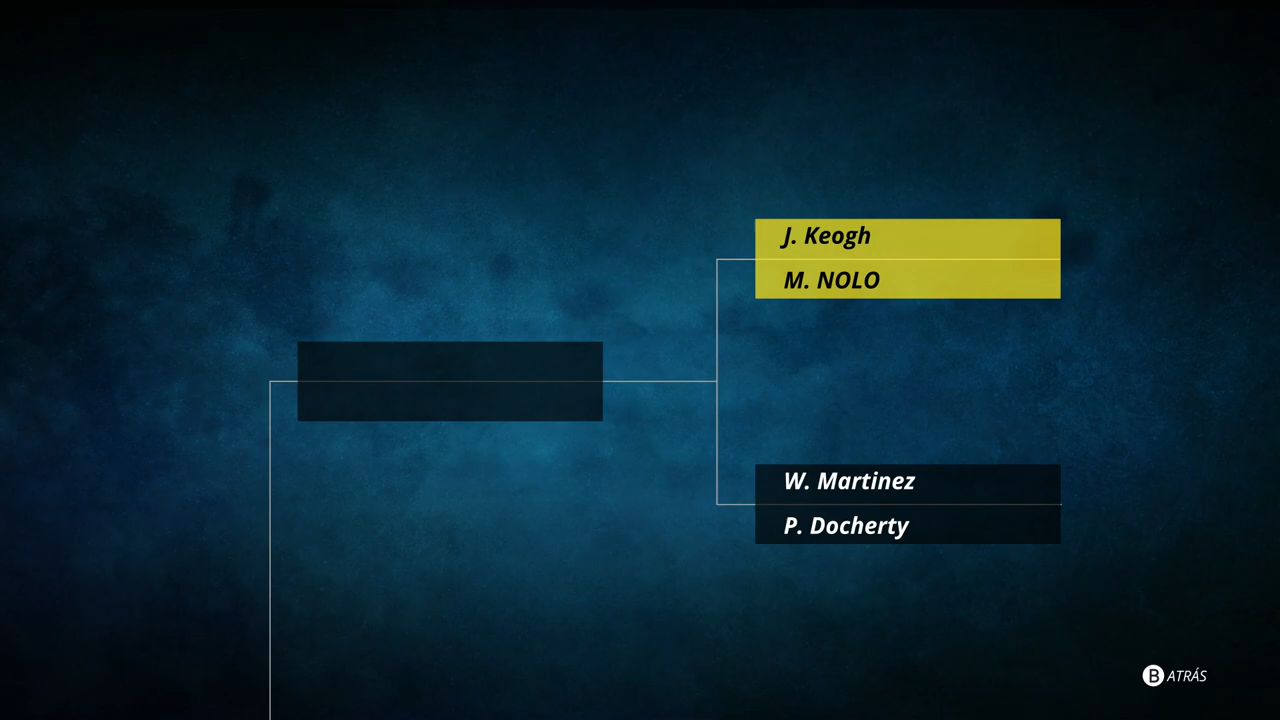 J. Keogh
M. NOLO
W. Martinez
P. Docherty
B ATRÁS